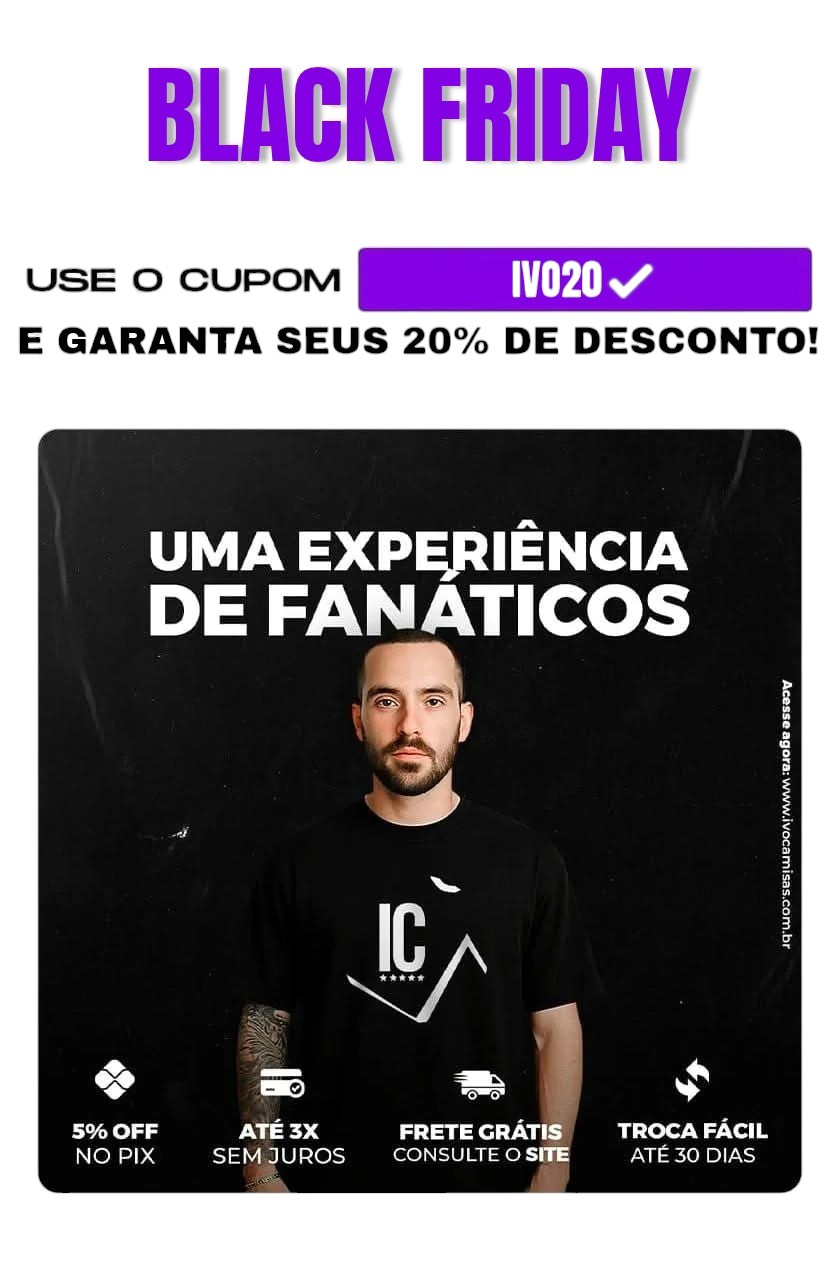 BLACK FRIDAY
USE O CUPOM IVO20
E GARANTA SEUS 20% DE DESCONTO!
UMA EXPERIÊNCIA
DE FANÁTICOS
Acesse agora: www.ivocamisas.com.br
IC
5% OFF
NO PIX
ATÉ 3X
SEM JUROS
FRETE GRÁTIS
CONSULTE O SITE
TROCA FÁCIL
ATÉ 30 DIAS